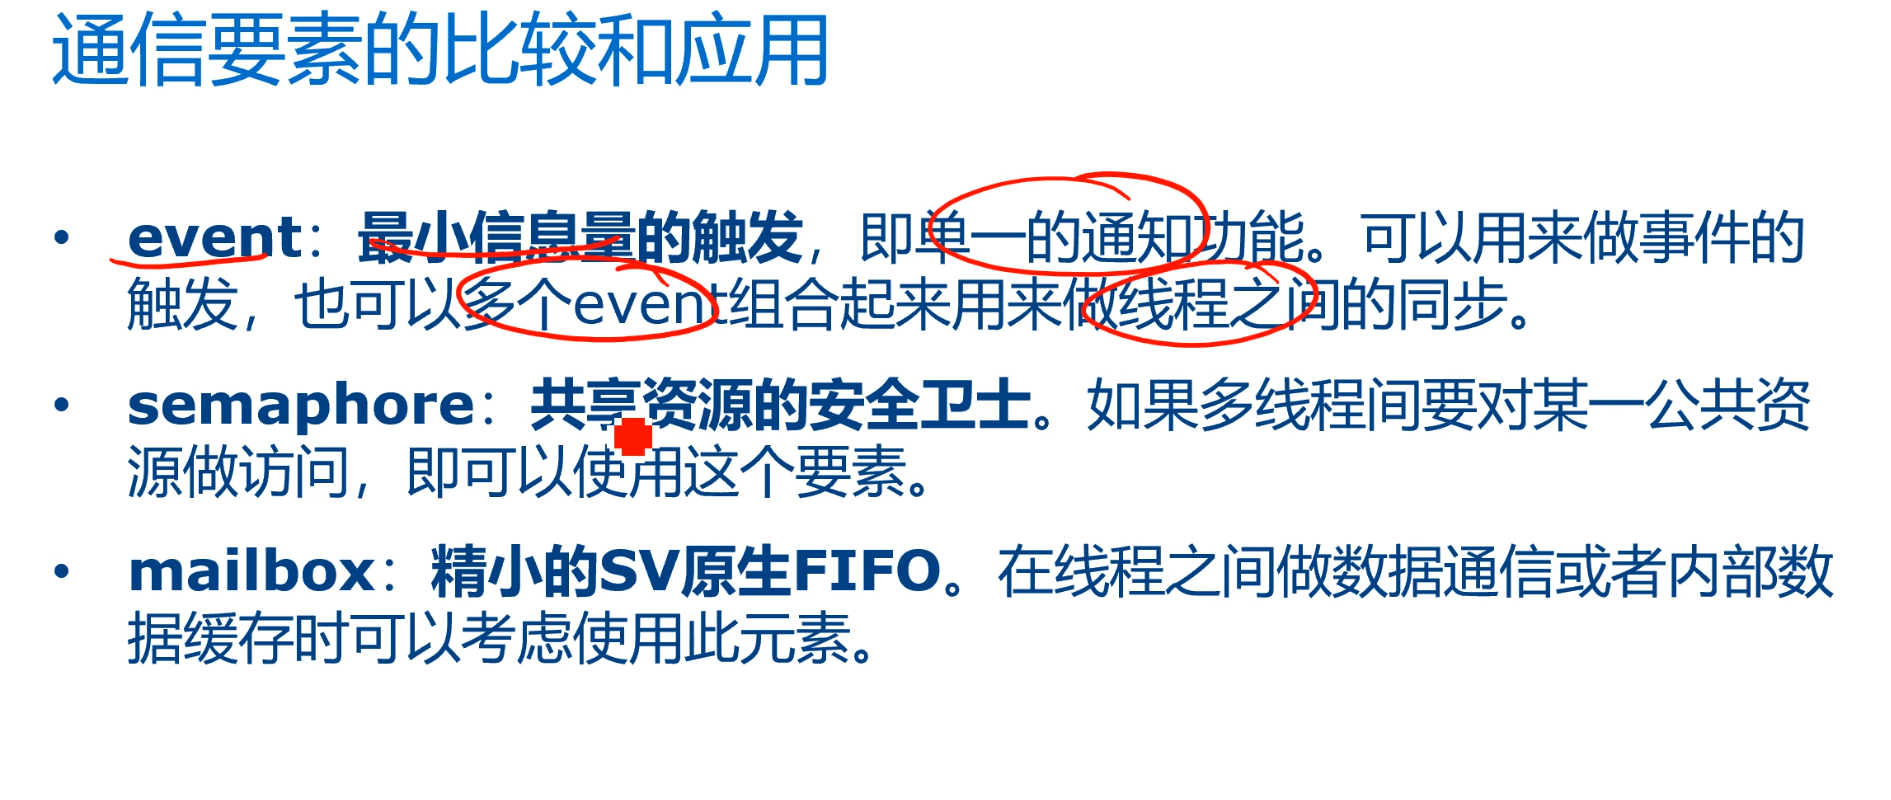 通信要素的比较和应用
• event：最小信息量的触发，即单一的通知功能。可以用来做事件的
触发，也可以多个event组合起来用来做线程之间的同步。
• semaphore：共享资源的安全卫士。如果多线程间要对某一公共资
源做访问，即可以使用这个要素。
• mailbox：精小的SV原生FIFO。在线程之间做数据通信或者内部数
据缓存时可以考虑使用此元素。